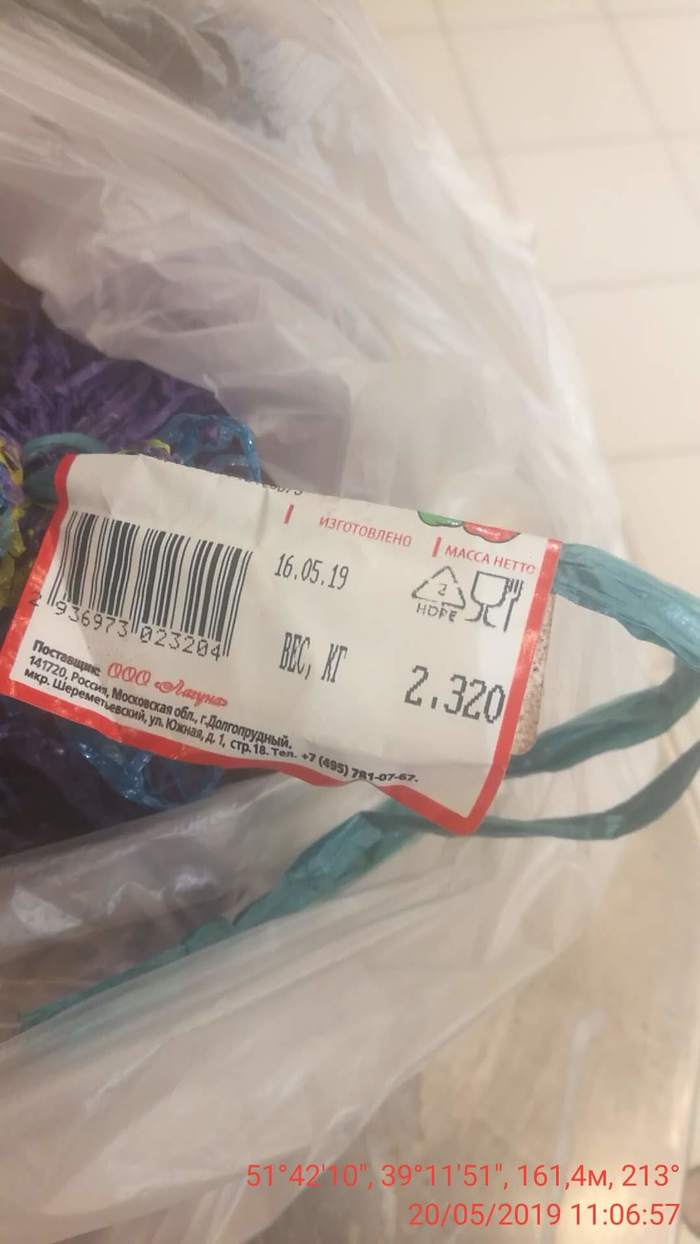 ИЗГОТОВЛЕНО
МАССА НЕТТО
16.05.19
2
HDPE
ВЕС, КГ
2.320
2 936973 023204
Поставщик: ООО «Лагуна»
141720, Россия, Московская обл., г.Долгопрудный,
мкр. Шереметьевский, ул. Южная, д. 1, стр.18. Тел. +7 (495) 781-07-67.
51°42'10", 39°11'51", 161,4м, 213°
20/05/2019 11:06:57